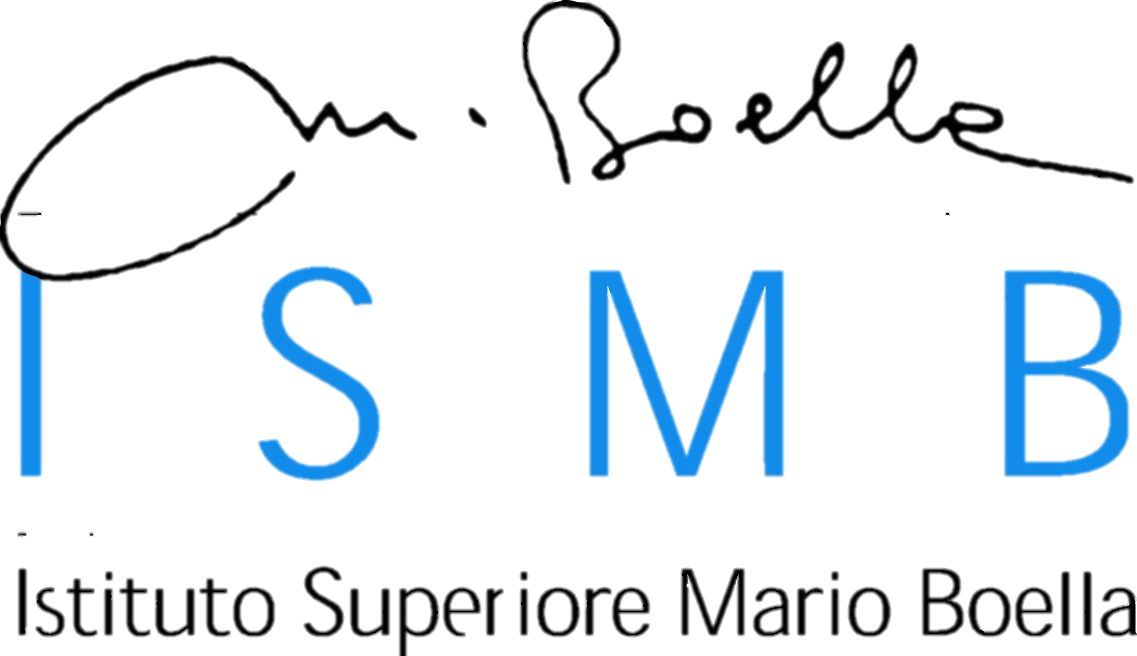 M. Boella
I S M B
Istituto Superiore Mario Boella